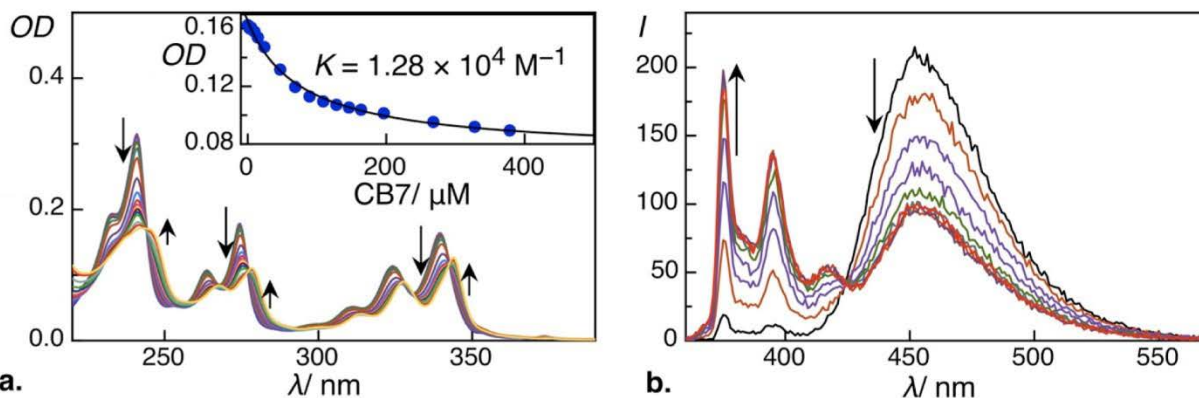 OD
0.4
0.2
0.0
250
300
350
λ/ nm
a.
0.16
OD
0.12
0.08
K = 1.28 × 10⁴ M⁻¹
0
200
400
CB7/ μM
I
200
150
100
50
0
400
450
500
550
λ/ nm
b.